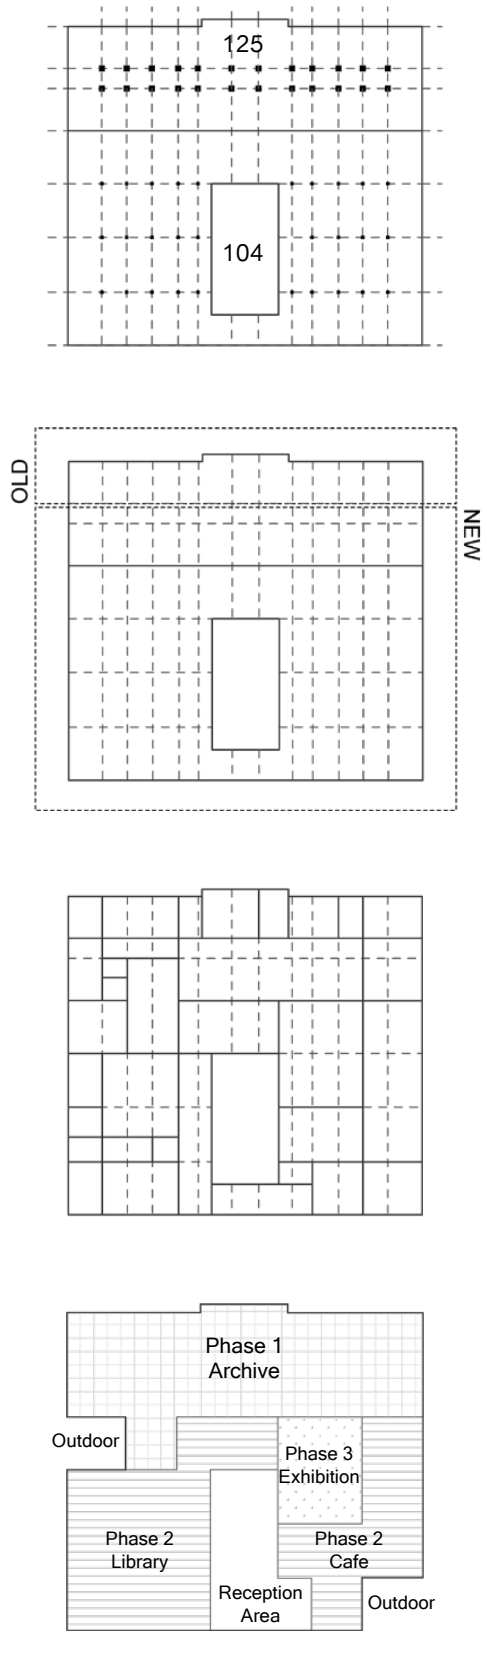 125
104
OLD
NEW
Phase 1
Archive
Outdoor
Phase 3
Exhibition
Phase 2
Library
Phase 2
Cafe
Reception
Area
Outdoor